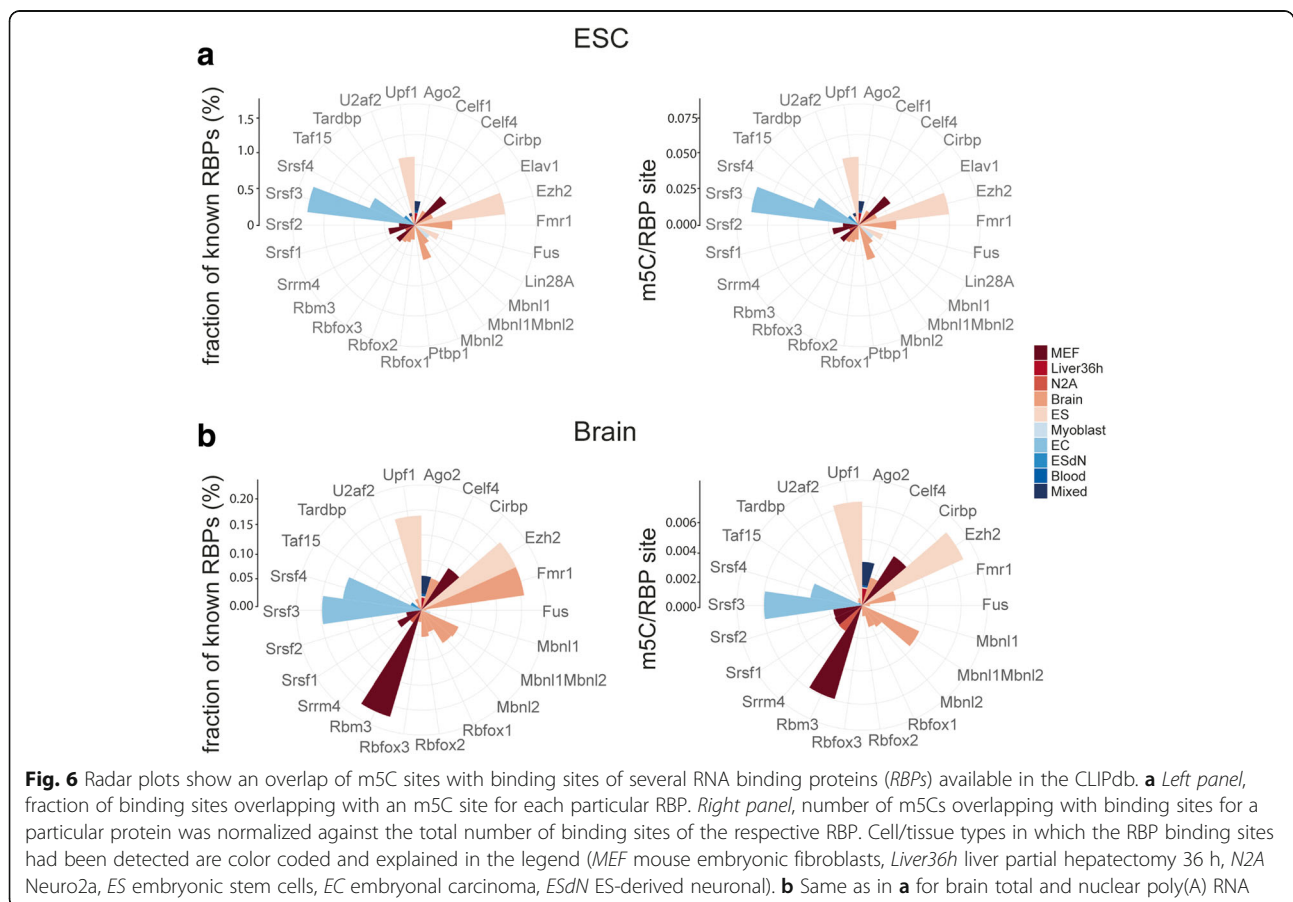 ESC
a
fraction of known RBPs (%)
1.5
1.0
0.5
0
Upf1
Ago2
Celf1
Celf4
Cirbp
Elavl1
Ezh2
Fmr1
Fus
Lin28A
Mbnl1
Mbnl1Mbnl2
Mbnl2
Ptbp1
Rbfox1
Rbfox2
Rbfox3
Rbm3
Srrm4
Srsf1
Srsf2
Srsf3
Srsf4
Taf15
Tardbp
U2af2
m5C/RBP site
0.075
0.050
0.025
0.000
Upf1
Ago2
Celf1
Celf4
Cirbp
Elavl1
Ezh2
Fmr1
Fus
Lin28A
Mbnl1
Mbnl1Mbnl2
Mbnl2
Ptbp1
Rbfox1
Rbfox2
Rbfox3
Rbm3
Srrm4
Srsf1
Srsf2
Srsf3
Srsf4
Taf15
Tardbp
U2af2
MEF
Liver36h
N2A
Brain
ES
Myoblast
EC
ESdN
Blood
Mixed
b
Brain
fraction of known RBPs (%)
0.20
0.15
0.10
0.05
0.00
Upf1
Ago2
Celf4
Cirbp
Ezh2
Fmr1
Fus
Mbnl1
Mbnl1Mbnl2
Mbnl2
Rbfox1
Rbfox2
Rbfox3
Rbm3
Srrm4
Srsf1
Srsf2
Srsf3
Srsf4
Taf15
Tardbp
U2af2
m5C/RBP site
0.006
0.004
0.002
0.000
Upf1
Ago2
Celf4
Cirbp
Ezh2
Fmr1
Fus
Mbnl1
Mbnl1Mbnl2
Mbnl2
Rbfox1
Rbfox2
Rbfox3
Rbm3
Srrm4
Srsf1
Srsf2
Srsf3
Srsf4
Taf15
Tardbp
U2af2
Fig. 6 Radar plots show an overlap of m5C sites with binding sites of several RNA binding proteins (RBPs) available in the CLIPdb. a Left panel,
fraction of binding sites overlapping with an m5C site for each particular RBP. Right panel, number of m5Cs overlapping with binding sites for a
particular protein was normalized against the total number of binding sites of the respective RBP. Cell/tissue types in which the RBP binding sites
had been detected are color coded and explained in the legend (MEF mouse embryonic fibroblasts, Liver36h liver partial hepatectomy 36 h, N2A
Neuro2a, ES embryonic stem cells, EC embryonal carcinoma, ESdN ES-derived neuronal). b Same as in a for brain total and nuclear poly(A) RNA